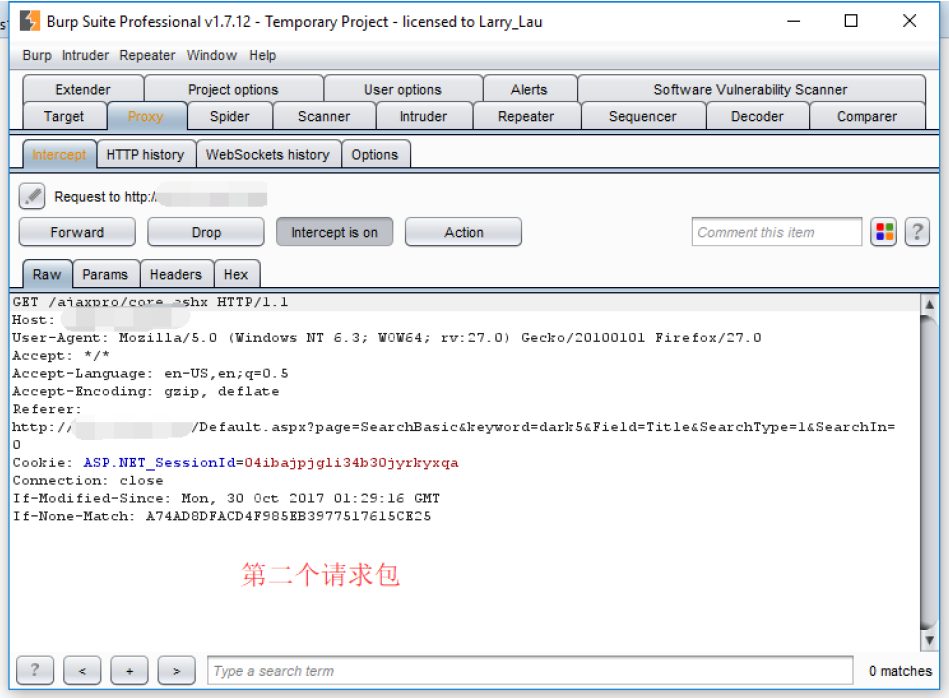 Burp Suite Professional v1.7.12 - Temporary Project - licensed to Larry_Lau
Burp Intruder Repeater Window Help
Extender Project options User options Alerts Software Vulnerability Scanner
Target Proxy Spider Scanner Intruder Repeater Sequencer Decoder Comparer
Intercept HTTP history WebSockets history Options
Request to http:/
Forward Drop Intercept is on Action Comment this item ?
Raw Params Headers Hex
GET /ajaxpro/core.ashx HTTP/1.1
Host:
User-Agent: Mozilla/5.0 (Windows NT 6.3; WOW64; rv:27.0) Gecko/20100101 Firefox/27.0
Accept: */*
Accept-Language: en-US,en;q=0.5
Accept-Encoding: gzip, deflate
Referer:
http:// /Default.aspx?page=SearchBasic&keyword=dark5&Field=Title&SearchType=1&SearchIn=
0
Cookie: ASP.NET_SessionId=04ibajpjgli34b30jyrkyxqa
Connection: close
If-Modified-Since: Mon, 30 Oct 2017 01:29:16 GMT
If-None-Match: A74AD8DFACD4F985EB3977517615CE25
第二个请求包
? < + > Type a search term 0 matches